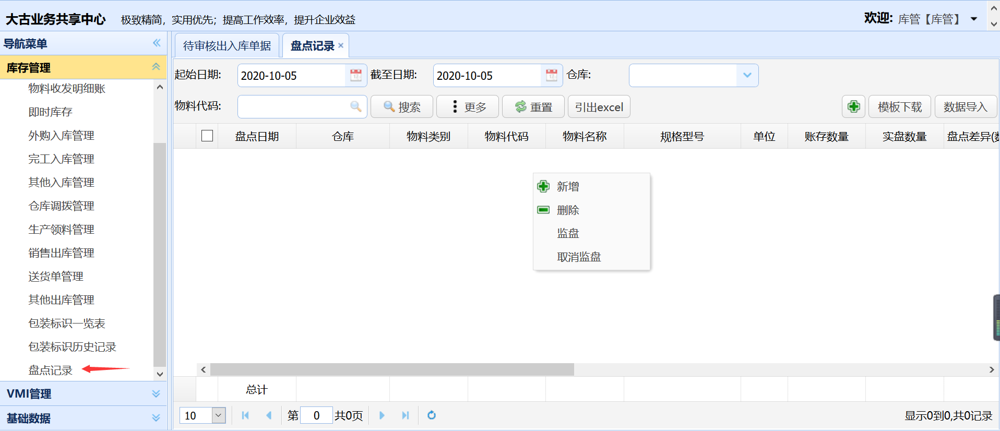 大古业务共享中心 极致精简，实用优先；提高工作效率，提升企业效益 欢迎: 库管【库管】
导航菜单
库存管理
物料收发明细账
即时库存
外购入库管理
完工入库管理
其他入库管理
仓库调拨管理
生产领料管理
销售出库管理
送货单管理
其他出库管理
包装标识一览表
包装标识历史记录
盘点记录
VMI管理
基础数据
待审核出入库单据 盘点记录
起始日期: 2020-10-05 截至日期: 2020-10-05 仓库:
物料代码: 搜索 更多 重置 引出excel 模板下载 数据导入
盘点日期 仓库 物料类别 物料代码 物料名称 规格型号 单位 账存数量 实盘数量 盘点差异(数
新增
删除
监盘
取消监盘
总计
10 第 0 共0页 显示0到0,共0记录